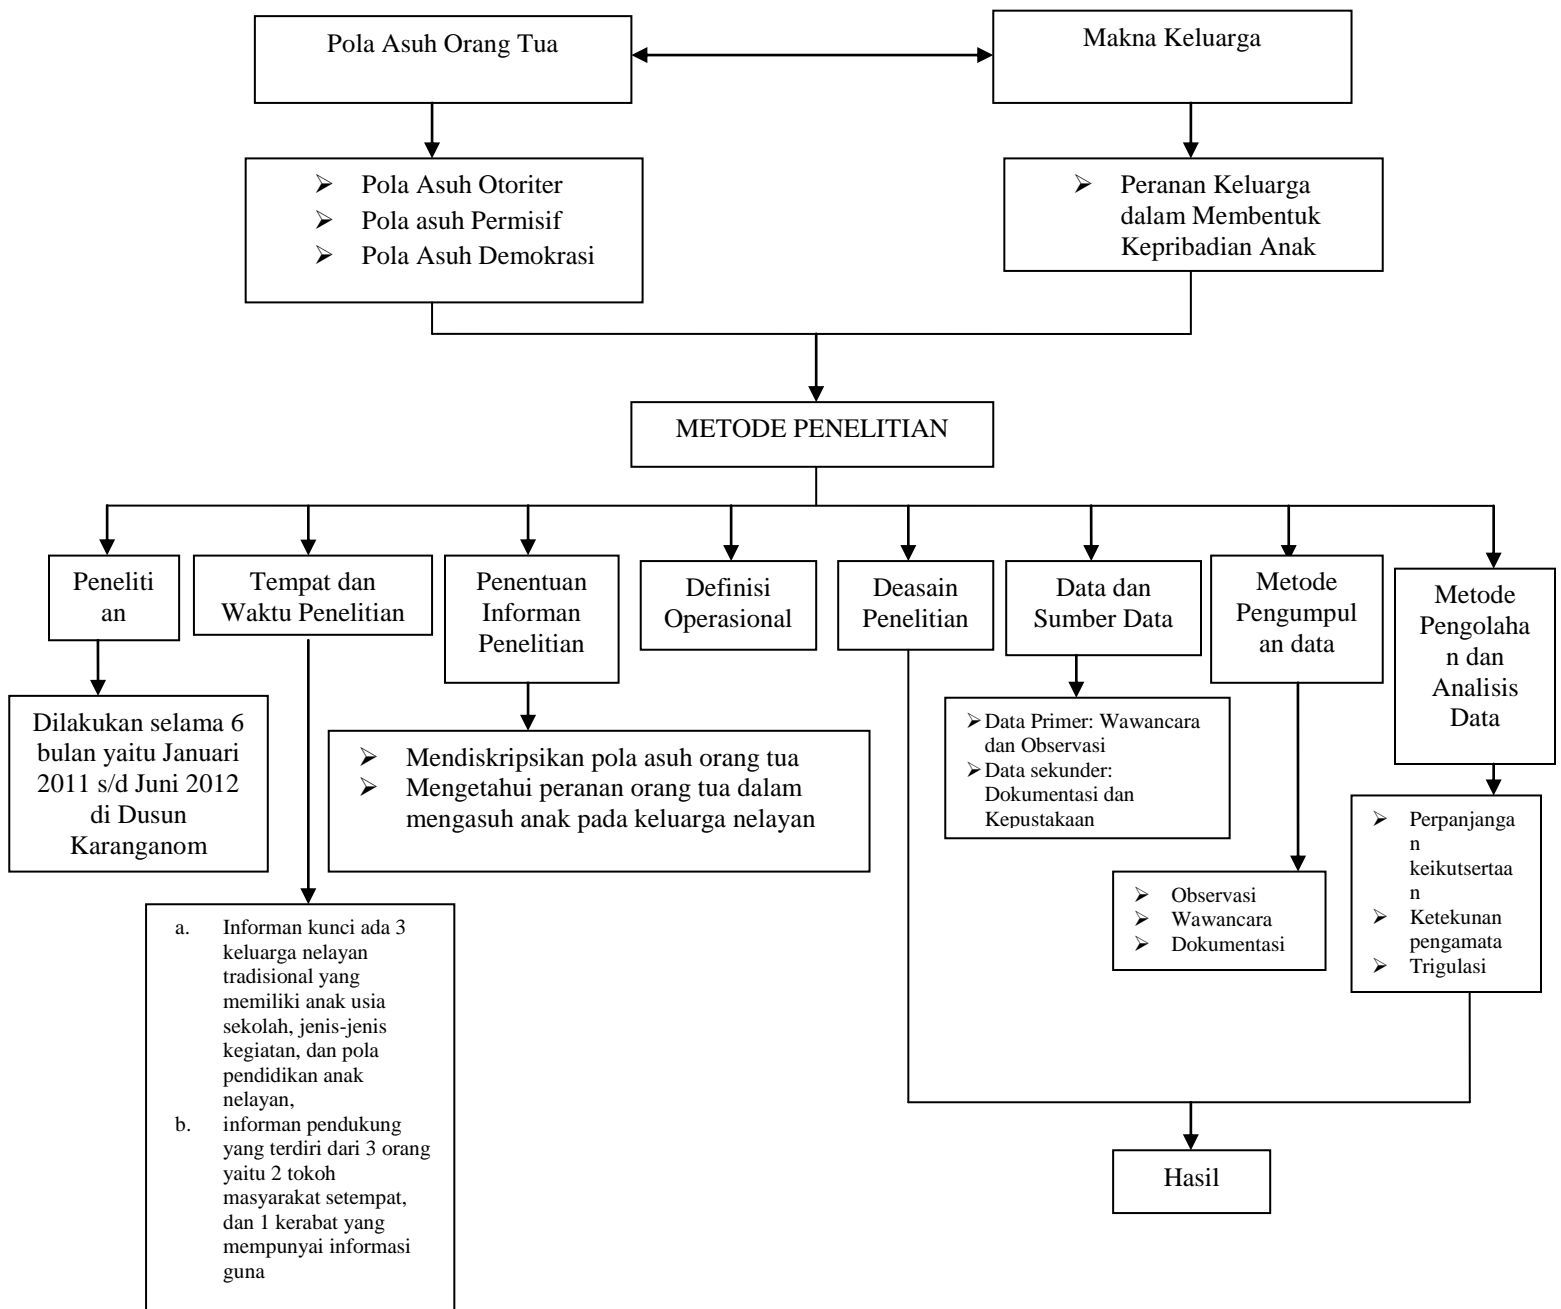 Pola Asuh Orang Tua
Makna Keluarga
➢ Pola Asuh Otoriter
➢ Pola asuh Permisif
➢ Pola Asuh Demokrasi
➢ Peranan Keluarga
dalam Membentuk
Kepribadian Anak
METODE PENELITIAN
Peneliti
an
Tempat dan
Waktu Penelitian
Penentuan
Informan
Penelitian
Definisi
Operasional
Deasain
Penelitian
Data dan
Sumber Data
Metode
Pengumpul
an data
Metode
Pengolaha
n dan
Analisis
Data
Dilakukan selama 6
bulan yaitu Januari
2011 s/d Juni 2012
di Dusun
Karanganom
➢ Mendiskripsikan pola asuh orang tua
➢ Mengetahui peranan orang tua dalam
mengasuh anak pada keluarga nelayan
➢ Data Primer: Wawancara
dan Observasi
➢ Data sekunder:
Dokumentasi dan
Kepustakaan
➢ Observasi
➢ Wawancara
➢ Dokumentasi
➢ Perpanjanga
n
keikutsertaa
n
➢ Ketekunan
pengamata
➢ Trigulasi
a. Informan kunci ada 3
keluarga nelayan
tradisional yang
memiliki anak usia
sekolah, jenis-jenis
kegiatan, dan pola
pendidikan anak
nelayan,
b. informan pendukung
yang terdiri dari 3 orang
yaitu 2 tokoh
masyarakat setempat,
dan 1 kerabat yang
mempunyai informasi
guna
Hasil